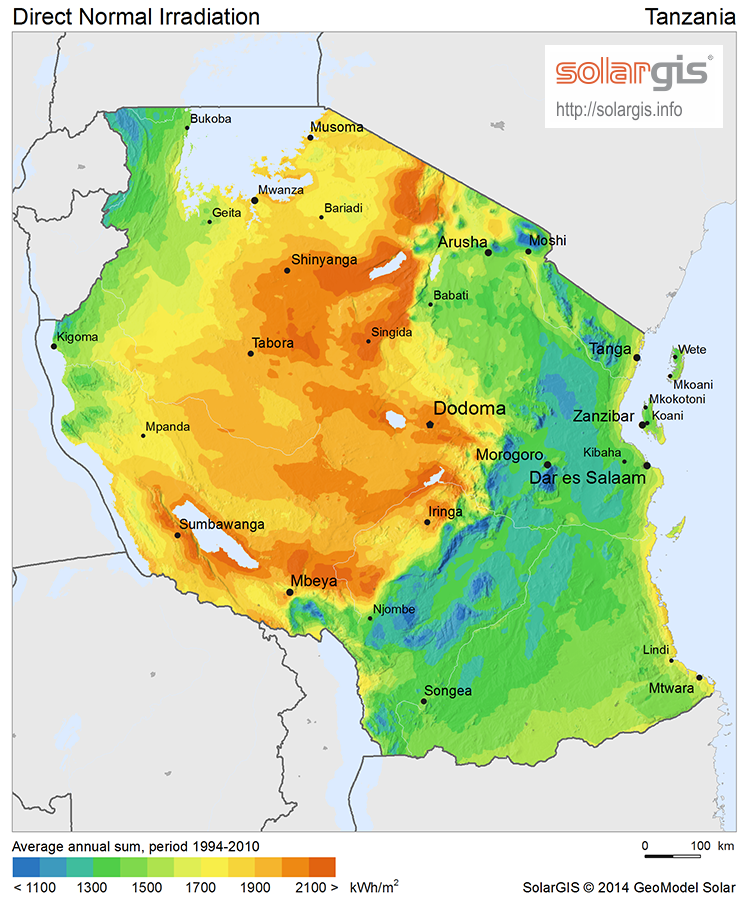 Direct Normal Irradiation
Tanzania
solargis®
http://solargis.info
Bukoba
Musoma
Mwanza
Geita
Bariadi
Arusha
Moshi
Shinyanga
Babati
Kigoma
Tabora
Singida
Tanga
Wete
Mkoani
Mkokotoni
Dodoma
Zanzibar
Koani
Mpanda
Morogoro
Kibaha
Dar es Salaam
Iringa
Sumbawanga
Mbeya
Njombe
Lindi
Mtwara
Songea
Average annual sum, period 1994-2010
0 100 km
< 1100 1300 1500 1700 1900 2100 > kWh/m²
SolarGIS © 2014 GeoModel Solar